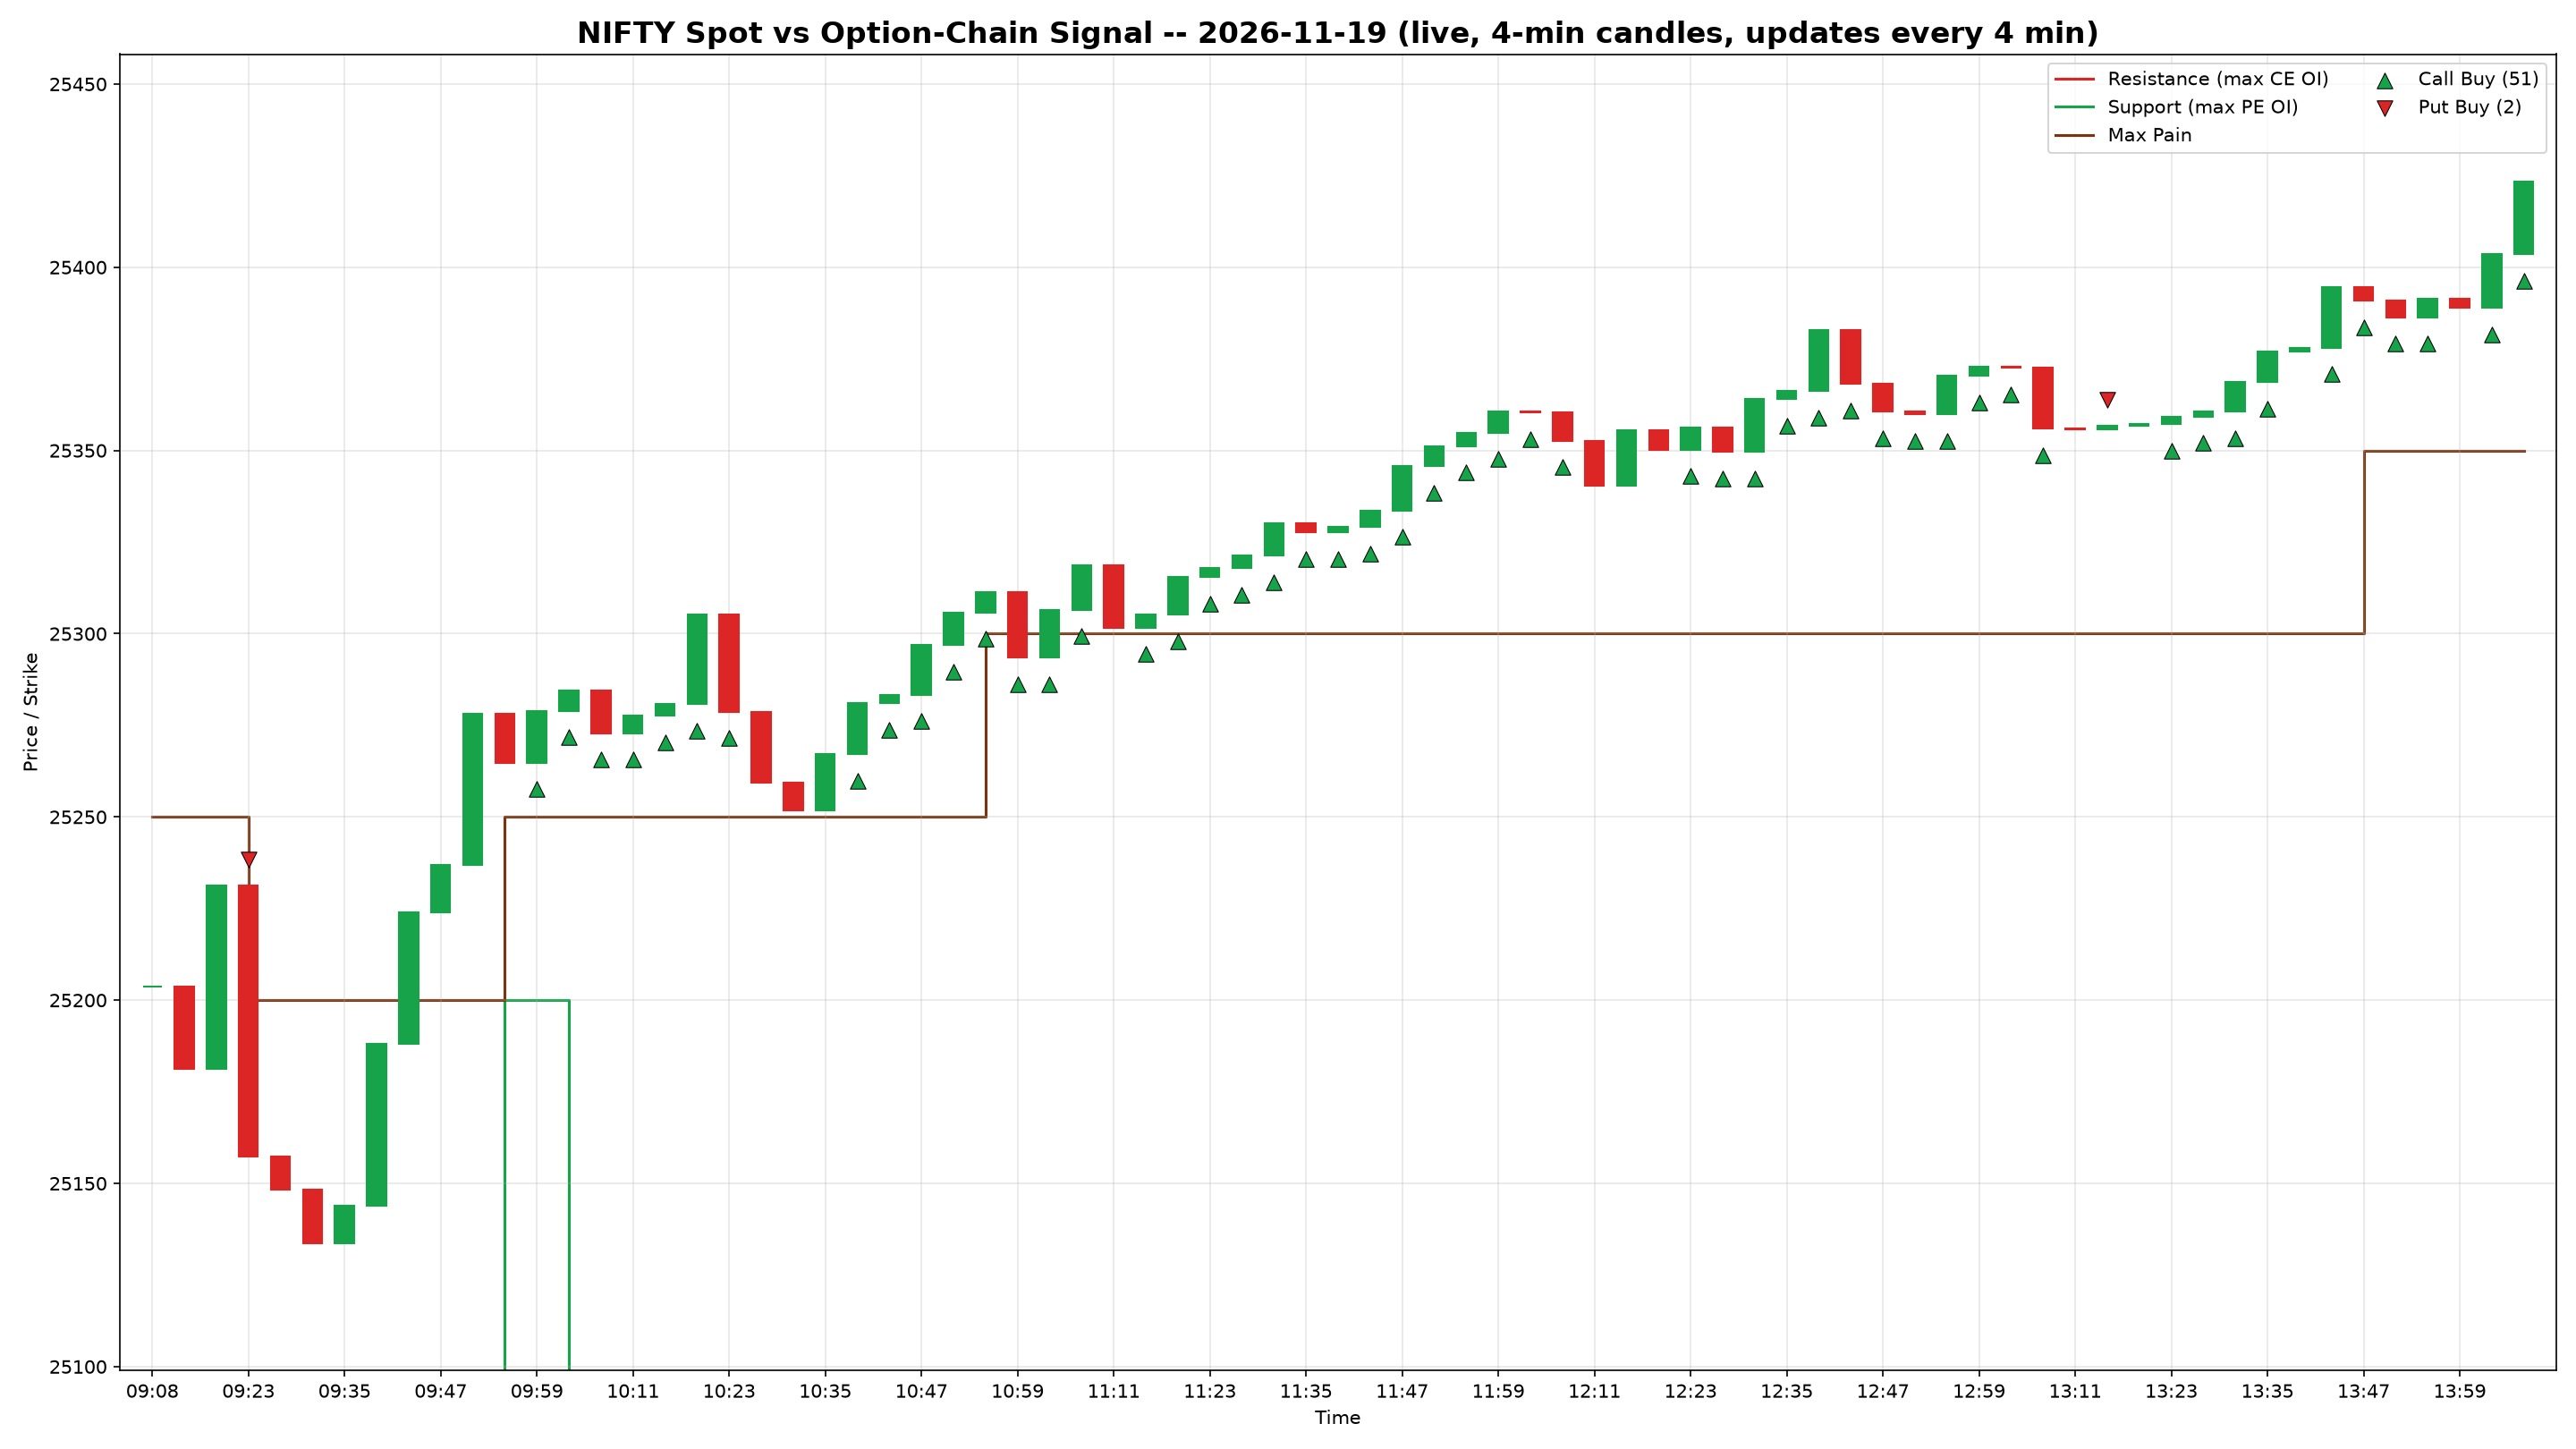 NIFTY Spot vs Option-Chain Signal -- 2026-11-19 (live, 4-min candles, updates every 4 min)
Resistance (max CE OI)
Support (max PE OI)
Max Pain
Call Buy (51)
Put Buy (2)
Price / Strike
25450
25400
25350
25300
25250
25200
25150
25100
09:08 09:23 09:35 09:47 09:59 10:11 10:23 10:35 10:47 10:59 11:11 11:23 11:35 11:47 11:59 12:11 12:23 12:35 12:47 12:59 13:11 13:23 13:35 13:47 13:59
Time